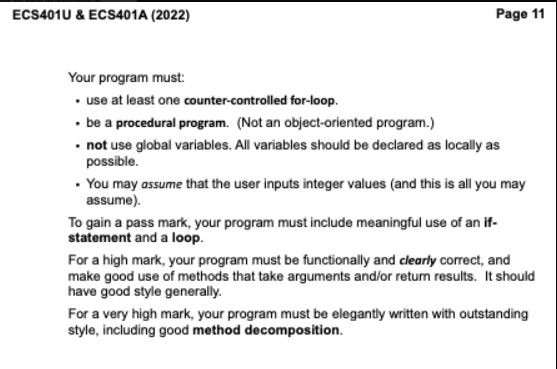 ECS401U & ECS401A (2022) Page 11
Your program must:
• use at least one counter-controlled for-loop.
• be a procedural program. (Not an object-oriented program.)
• not use global variables. All variables should be declared as locally as
possible.
• You may assume that the user inputs integer values (and this is all you may
assume).
To gain a pass mark, your program must include meaningful use of an if-
statement and a loop.
For a high mark, your program must be functionally and clearly correct, and
make good use of methods that take arguments and/or return results. It should
have good style generally.
For a very high mark, your program must be elegantly written with outstanding
style, including good method decomposition.